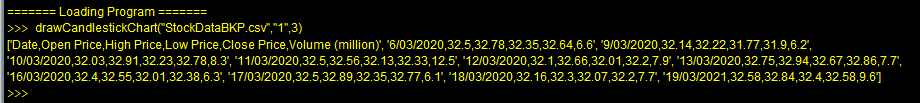 ======= Loading Program =======
>>> drawCandlestickChart("StockDataBKP.csv","1",3)
['Date,Open Price,High Price,Low Price,Close Price,Volume (million)', '6/03/2020,32.5,32.78,32.35,32.64,6.6', '9/03/2020,32.14,32.22,31.77,31.9,6.2',
'10/03/2020,32.03,32.91,32.23,32.78,8.3', '11/03/2020,32.5,32.56,32.13,32.33,12.5', '12/03/2020,32.1,32.66,32.01,32.2,7.9', '13/03/2020,32.75,32.94,32.67,32.86,7.7',
'16/03/2020,32.4,32.55,32.01,32.38,6.3', '17/03/2020,32.5,32.89,32.35,32.77,6.1', '18/03/2020,32.16,32.3,32.07,32.2,7.7', '19/03/2021,32.58,32.84,32.4,32.58,9.6']
>>>